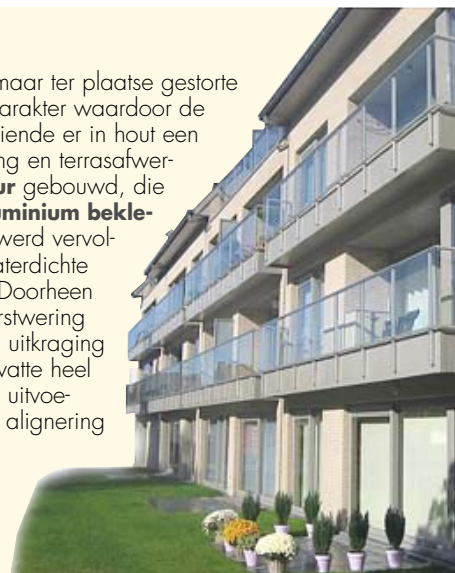 maar ter plaatse gestorte
arakter waardoor de
iende er in hout een
ng en terrasafwer-
ur gebouwd, die
uminium bekle-
werd vervol-
aterdichte
Doorheen
rstwering
uitkraging
vatte heel
uitvoe-
alignering